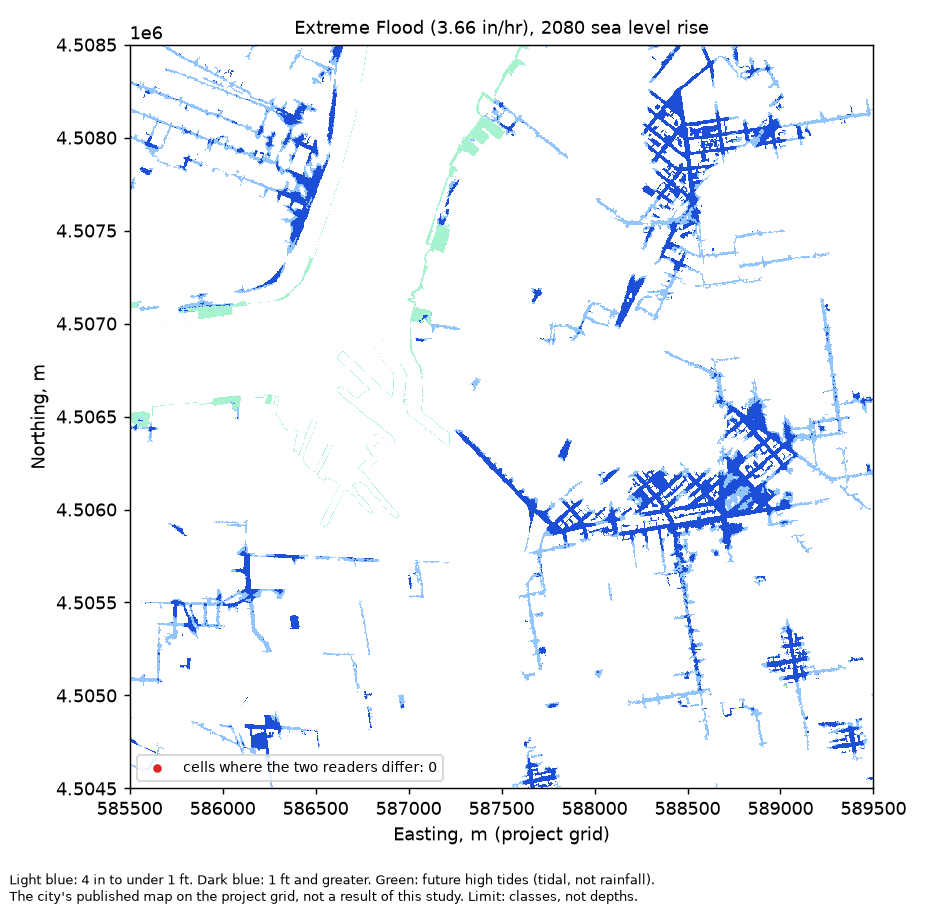 Extreme Flood (3.66 in/hr), 2080 sea level rise
1e6
4.5085
4.5080
4.5075
4.5070
4.5065
4.5060
4.5055
4.5050
4.5045
Northing, m
cells where the two readers differ: 0
585500 586000 586500 587000 587500 588000 588500 589000 589500
Easting, m (project grid)
Light blue: 4 in to under 1 ft. Dark blue: 1 ft and greater. Green: future high tides (tidal, not rainfall).
The city's published map on the project grid, not a result of this study. Limit: classes, not depths.